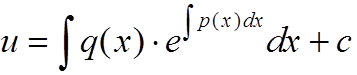 u = ∫ q(x) · e^{∫ p(x) dx} dx + c